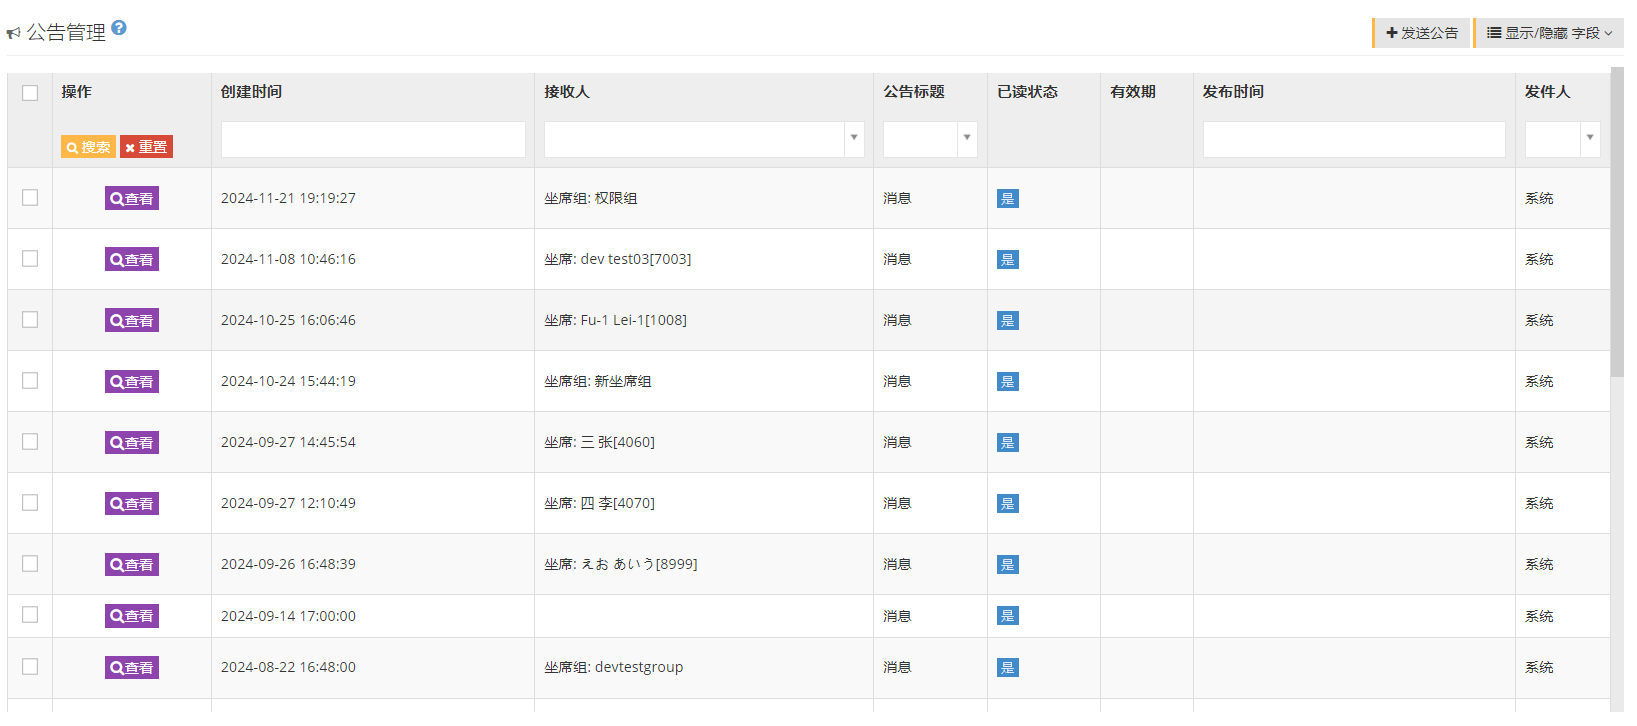 公告管理 ?
发送公告 显示/隐藏 字段
操作 创建时间 接收人 公告标题 已读状态 有效期 发布时间 发件人
搜索 重置
查看 2024-11-21 19:19:27 坐席组: 权限组 消息 是 系统
查看 2024-11-08 10:46:16 坐席: dev test03[7003] 消息 是 系统
查看 2024-10-25 16:06:46 坐席: Fu-1 Lei-1[1008] 消息 是 系统
查看 2024-10-24 15:44:19 坐席组: 新坐席组 消息 是 系统
查看 2024-09-27 14:45:54 坐席: 三 张[4060] 消息 是 系统
查看 2024-09-27 12:10:49 坐席: 四 李[4070] 消息 是 系统
查看 2024-09-26 16:48:39 坐席: えお あいう[8999] 消息 是 系统
查看 2024-09-14 17:00:00 消息 是 系统
查看 2024-08-22 16:48:00 坐席组: devtestgroup 消息 是 系统